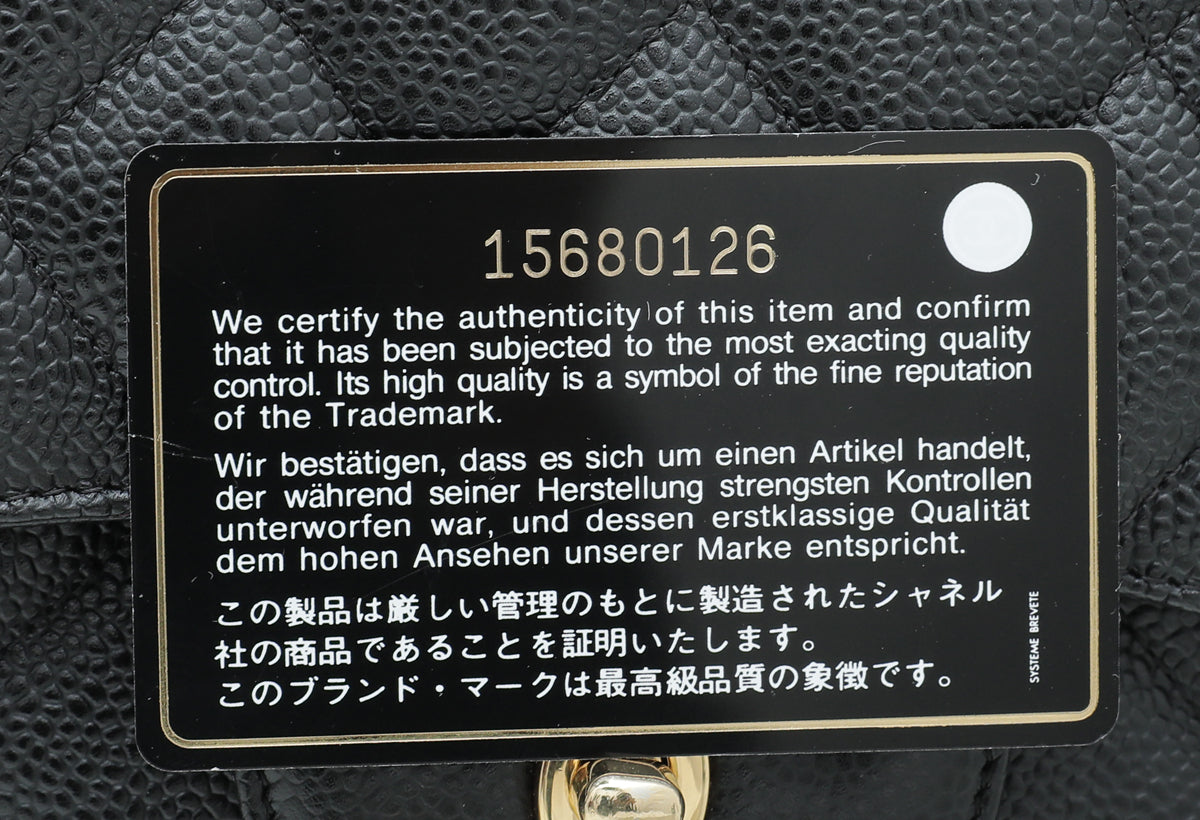 15680126
We certify the authenticity of this item and confirm
that it has been subjected to the most exacting quality
control. Its high quality is a symbol of the fine reputation
of the Trademark.
Wir bestätigen, dass es sich um einen Artikel handelt,
der während seiner Herstellung strengsten Kontrollen
unterworfen war, und dessen erstklassige Qualität
dem hohen Ansehen unserer Marke entspricht.
この製品は厳しい管理のもとに製造されたシャネル
社の商品であることを証明いたします。
このブランド・マークは最高級品質の象徴です。
SYSTEME BREVETE